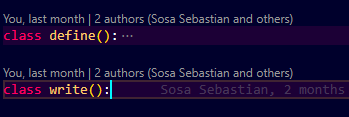 You, last month | 2 authors (Sosa Sebastian and others)
class define():···
You, last month | 2 authors (Sosa Sebastian and others)
class write(): Sosa Sebastian, 2 months